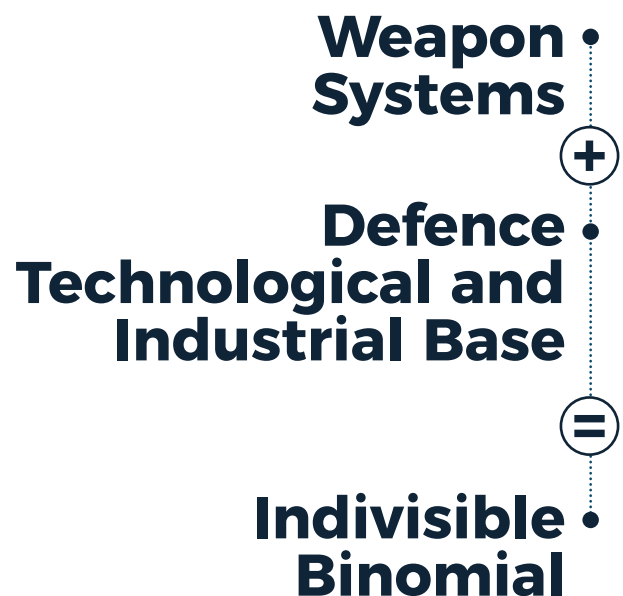 Weapon
Systems
+
Defence
Technological and
Industrial Base
=
Indivisible
Binomial